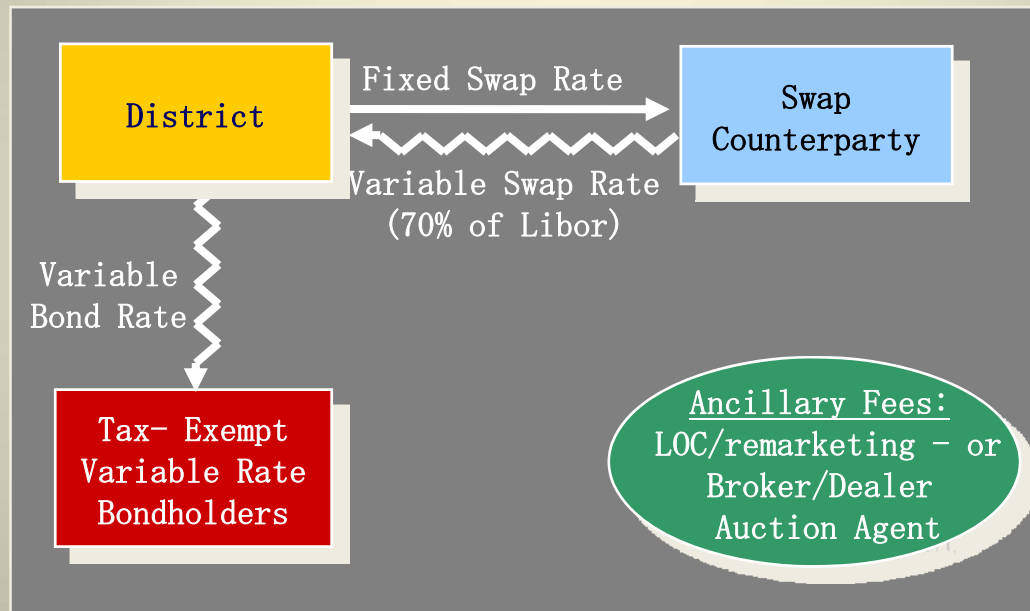 District
Fixed Swap Rate
Swap
Counterparty
Variable Swap Rate
(70% of Libor)
Variable
Bond Rate
Tax- Exempt
Variable Rate
Bondholders
Ancillary Fees:
LOC/remarketing - or
Broker/Dealer
Auction Agent